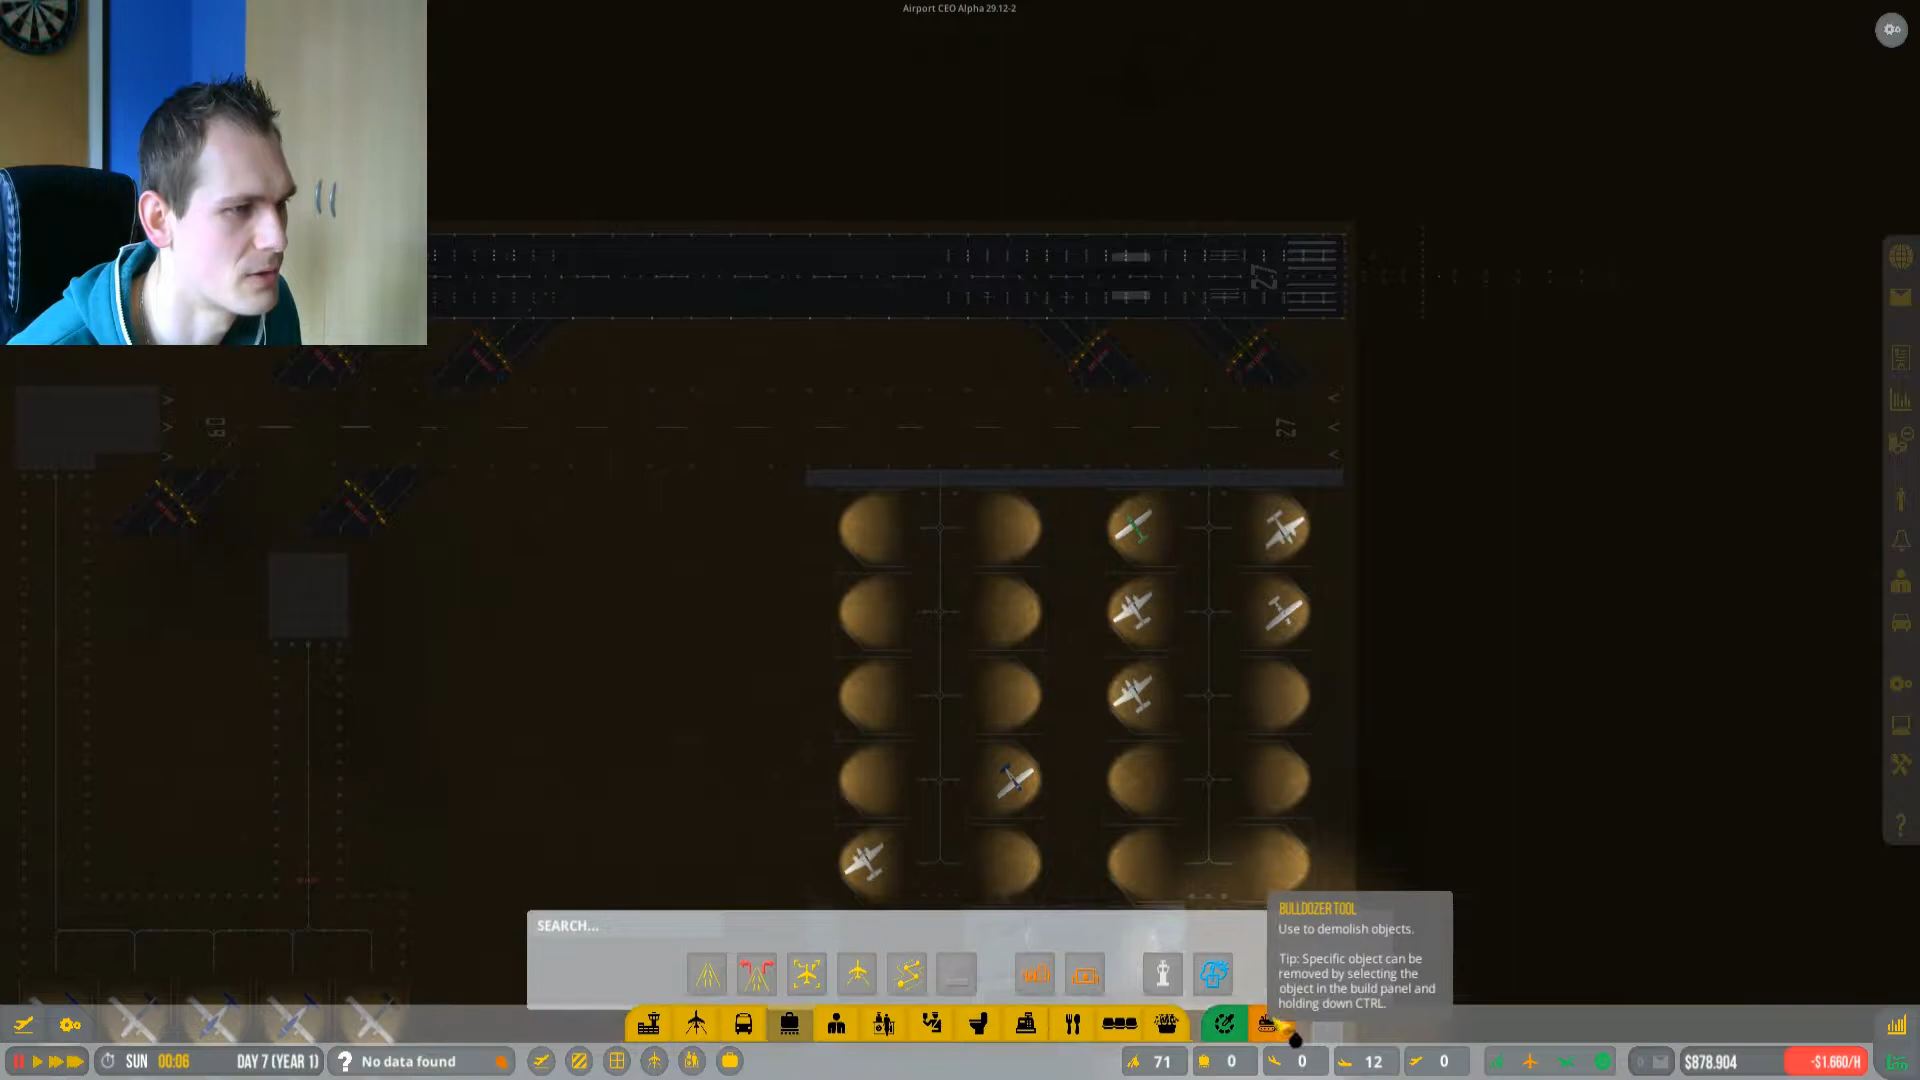 Airport CEO Alpha 29.12-2
27
09
27
SEARCH...
BULLDOZER TOOL
Use to demolish objects.
Tip: Specific object can be
removed by selecting the
object in the build panel and
holding down CTRL.
SUN 00:06 DAY 7 (YEAR 1) ? No data found 71 0 0 12 0 0 $878.904 -$1.660/H